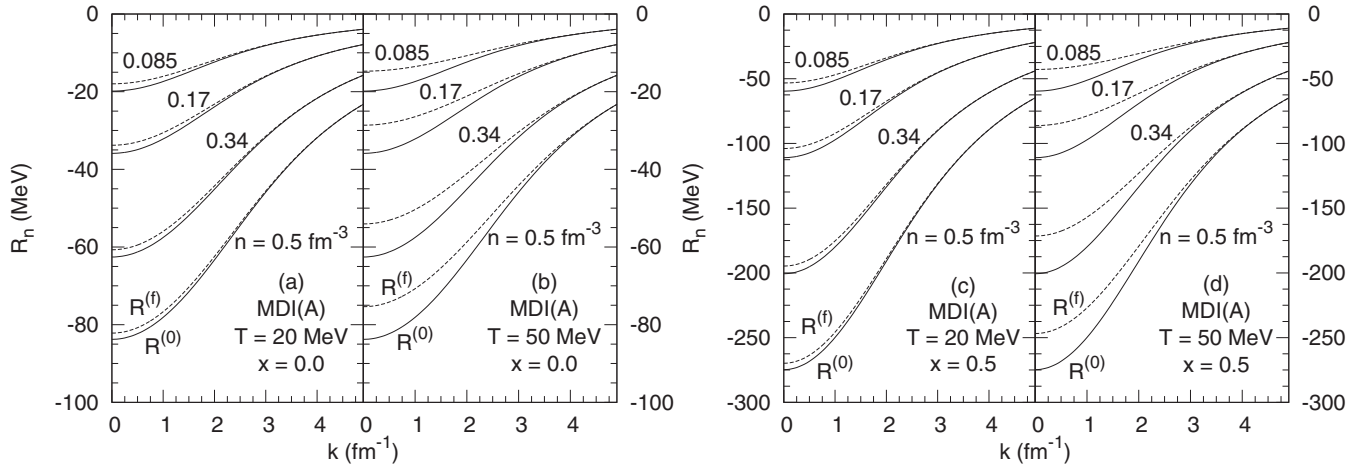 0
-20
-40
-60
-80
-100
R_n (MeV)
0.085
0.17
0.34
n = 0.5 fm⁻³
R⁽ᶠ⁾
R⁽⁰⁾
(a)
MDI(A)
T = 20 MeV
x = 0.0
0 1 2 3 4
0.085
0.17
0.34
n = 0.5 fm⁻³
R⁽ᶠ⁾
R⁽⁰⁾
(b)
MDI(A)
T = 50 MeV
x = 0.0
0 1 2 3 4
0
-20
-40
-60
-80
-100
k (fm⁻¹)
0
-50
-100
-150
-200
-250
-300
R_n (MeV)
0.085
0.17
0.34
n = 0.5 fm⁻³
R⁽ᶠ⁾
R⁽⁰⁾
(c)
MDI(A)
T = 20 MeV
x = 0.5
0 1 2 3 4
0.085
0.17
0.34
n = 0.5 fm⁻³
R⁽ᶠ⁾
R⁽⁰⁾
(d)
MDI(A)
T = 50 MeV
x = 0.5
0 1 2 3 4
0
-50
-100
-150
-200
-250
-300
k (fm⁻¹)